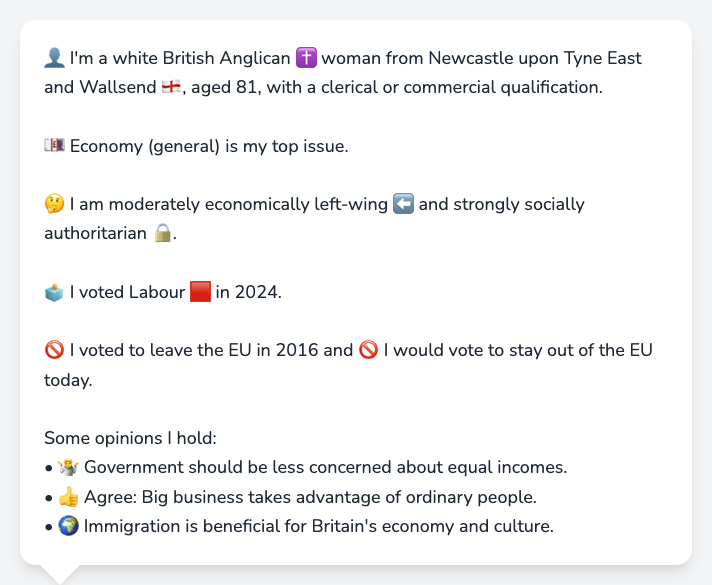 👤 I'm a white British Anglican ✝️ woman from Newcastle upon Tyne East
and Wallsend 🏴󠁧󠁢󠁥󠁮󠁧󠁿, aged 81, with a clerical or commercial qualification.
💷 Economy (general) is my top issue.
🤔 I am moderately economically left-wing ⬅️ and strongly socially
authoritarian 🔒.
🗳️ I voted Labour 🟥 in 2024.
🚫 I voted to leave the EU in 2016 and 🚫 I would vote to stay out of the EU
today.
Some opinions I hold:
• 🤷 Government should be less concerned about equal incomes.
• 👍 Agree: Big business takes advantage of ordinary people.
• 🌍 Immigration is beneficial for Britain's economy and culture.